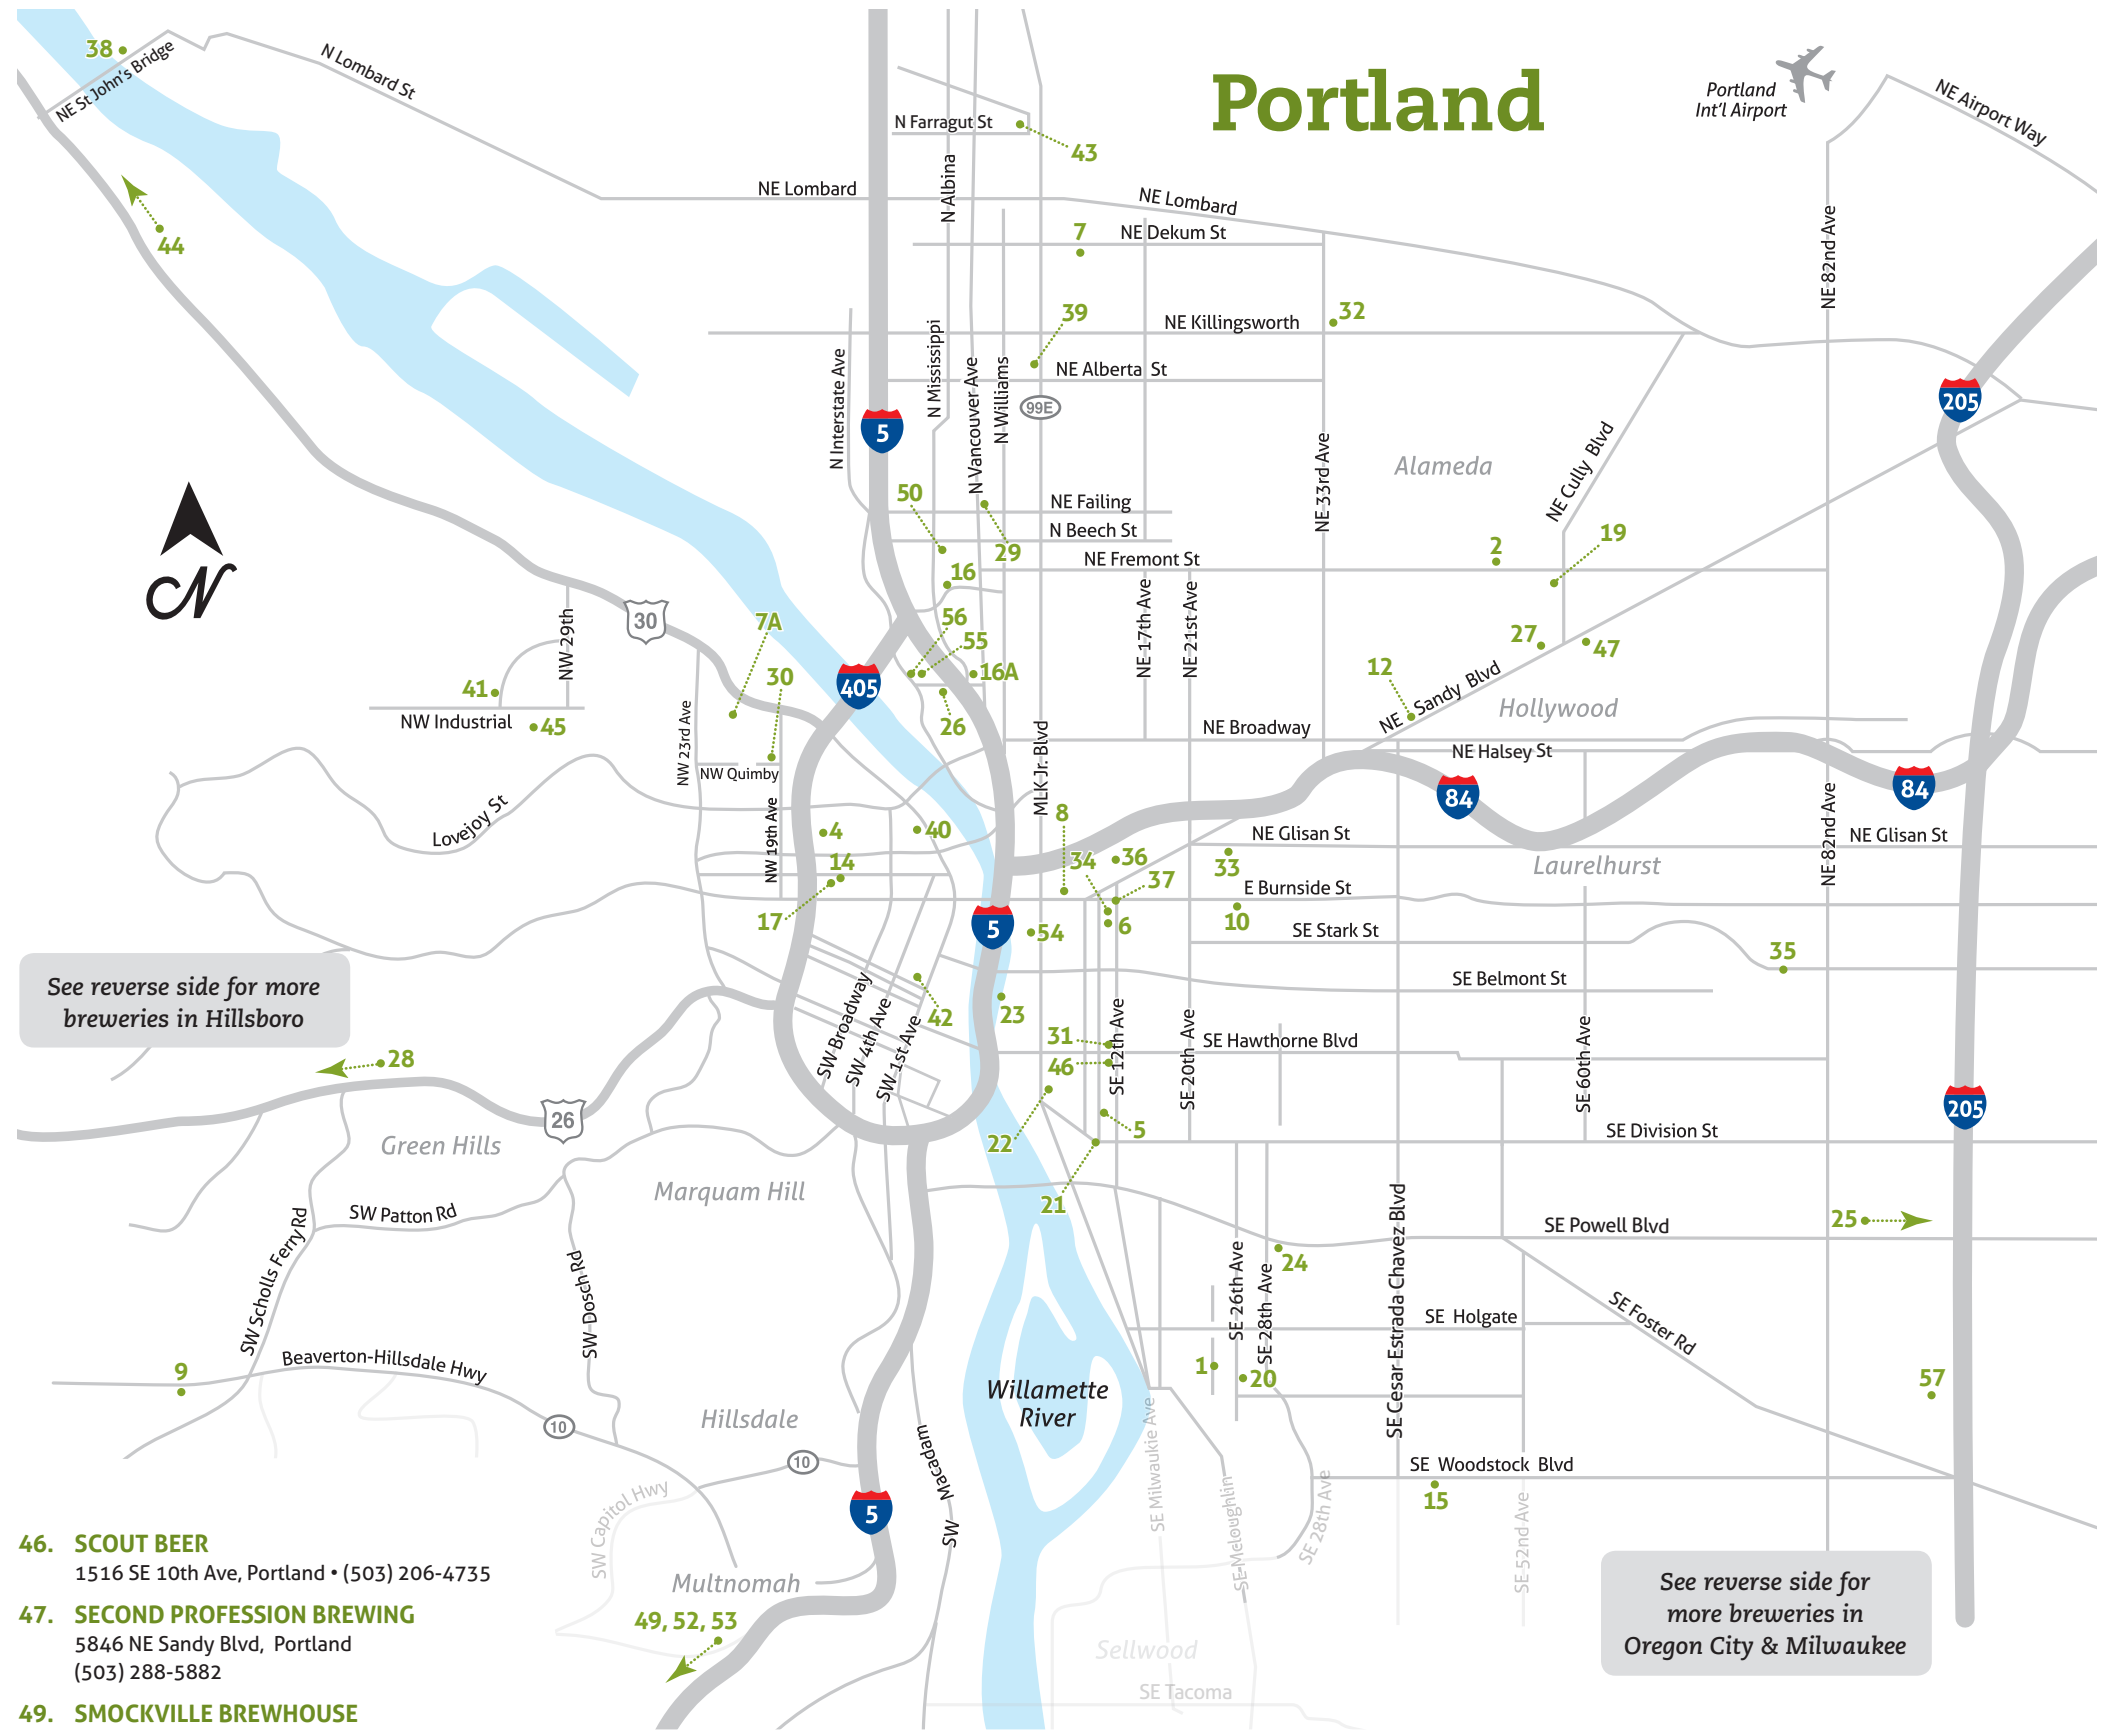 Portland
38
NE St John's Bridge
N Lombard St
Portland
Int'l Airport
NE Airport Way
N Farragut St
43
N Albina
NE Lombard
NE Lombard
44
7
NE Dekum St
NE 82nd Ave
39
32
NE Killingsworth
N Interstate Ave
N Mississippi
N Vancouver Ave
N Williams
NE Alberta St
99E
205
5
Alameda
NE 33rd Ave
NE Cully Blvd
50
NE Failing
N Beech St
29
NE Fremont St
2
19
16
N
30
NW 29th
7A
56
55
16A
NE 17th Ave
NE 21st Ave
27
47
12
NE Sandy Blvd
Hollywood
41
NW Industrial
45
30
405
26
NW 23rd Ave
NW Quimby
NE Broadway
NE Halsey St
MLK Jr. Blvd
84
84
Lovejoy St
NW 19th Ave
4
40
14
17
8
34
36
37
6
33
NE Glisan St
NE 82nd Ave
NE Glisan St
Laurelhurst
E Burnside St
10
5
54
SE Stark St
35
See reverse side for more
breweries in Hillsboro
SE Belmont St
42
23
SW Broadway
SW 4th Ave
SW 1st Ave
31
46
SE 12th Ave
SE 20th Ave
SE Hawthorne Blvd
SE 60th Ave
28
26
205
Green Hills
22
5
SE Division St
Marquam Hill
21
SW Patton Rd
SW Scholls Ferry Rd
SW Dosch Rd
25
SE Powell Blvd
24
SE 26th Ave
SE 28th Ave
SE Cesar Estrada Chavez Blvd
SE Holgate
SE Foster Rd
9
Beaverton-Hillsdale Hwy
1
20
57
Willamette
River
10
Hillsdale
10
SW Macadam
SE Milwaukie Ave
SE Mcloughlin
SE 28th Ave
SE Woodstock Blvd
15
SE 52nd Ave
5
SW Capitol Hwy
Multnomah
49, 52, 53
Sellwood
SE Tacoma
See reverse side for
more breweries in
Oregon City & Milwaukee
46. SCOUT BEER
1516 SE 10th Ave, Portland • (503) 206-4735
47. SECOND PROFESSION BREWING
5846 NE Sandy Blvd, Portland
(503) 288-5882
49. SMOCKVILLE BREWHOUSE